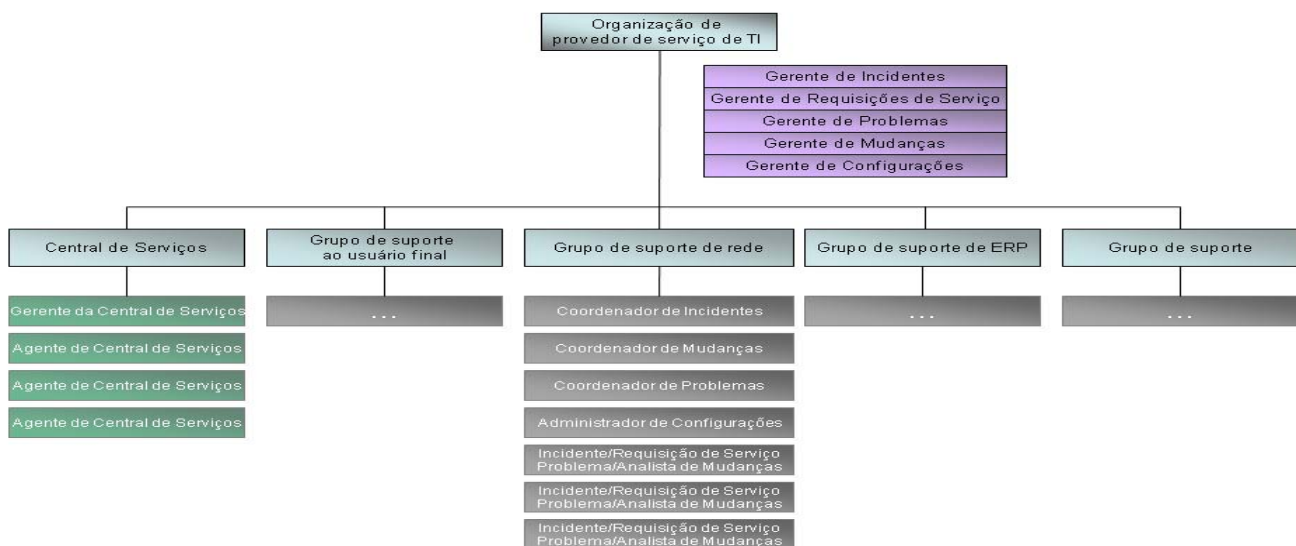 Organização de
provedor de serviço de TI
Gerente de Incidentes
Gerente de Requisições de Serviço
Gerente de Problemas
Gerente de Mudanças
Gerente de Configurações
Central de Serviços
Grupo de suporte
ao usuário final
Grupo de suporte de rede
Grupo de suporte de ERP
Grupo de suporte
Gerente da Central de Serviços
Agente de Central de Serviços
Agente de Central de Serviços
Agente de Central de Serviços
...
Coordenador de Incidentes
Coordenador de Mudanças
Coordenador de Problemas
Administrador de Configurações
Incidente/Requisição de Serviço
Problema/Analista de Mudanças
Incidente/Requisição de Serviço
Problema/Analista de Mudanças
Incidente/Requisição de Serviço
Problema/Analista de Mudanças
...
...